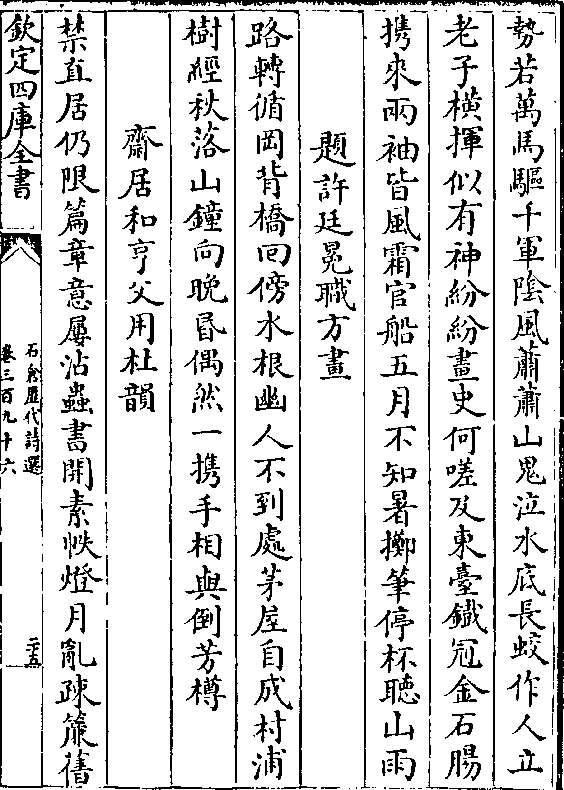 勢若萬馬驅千軍陰風蕭蕭山鬼泣水底長蛟作人立
老子橫揮似有神紛紛畫史何嗟及東臺鐵冠金石腸
携來兩袖皆風霜官船五月不知暑擲筆停杯聽山雨
題許廷冕職方畫
路轉循岡背橋回傍水根幽人不到處茅屋自成村浦
樹經秋落山鐘向晚昏偶然一携手相與倒芳樽
齋居和亨父用杜韻
禁直居仍限篇章意屢沾蟲書開素帙燈月亂疎簾舊
欽定四庫全書
石倉歷代詩選
卷三百九十六
二十五